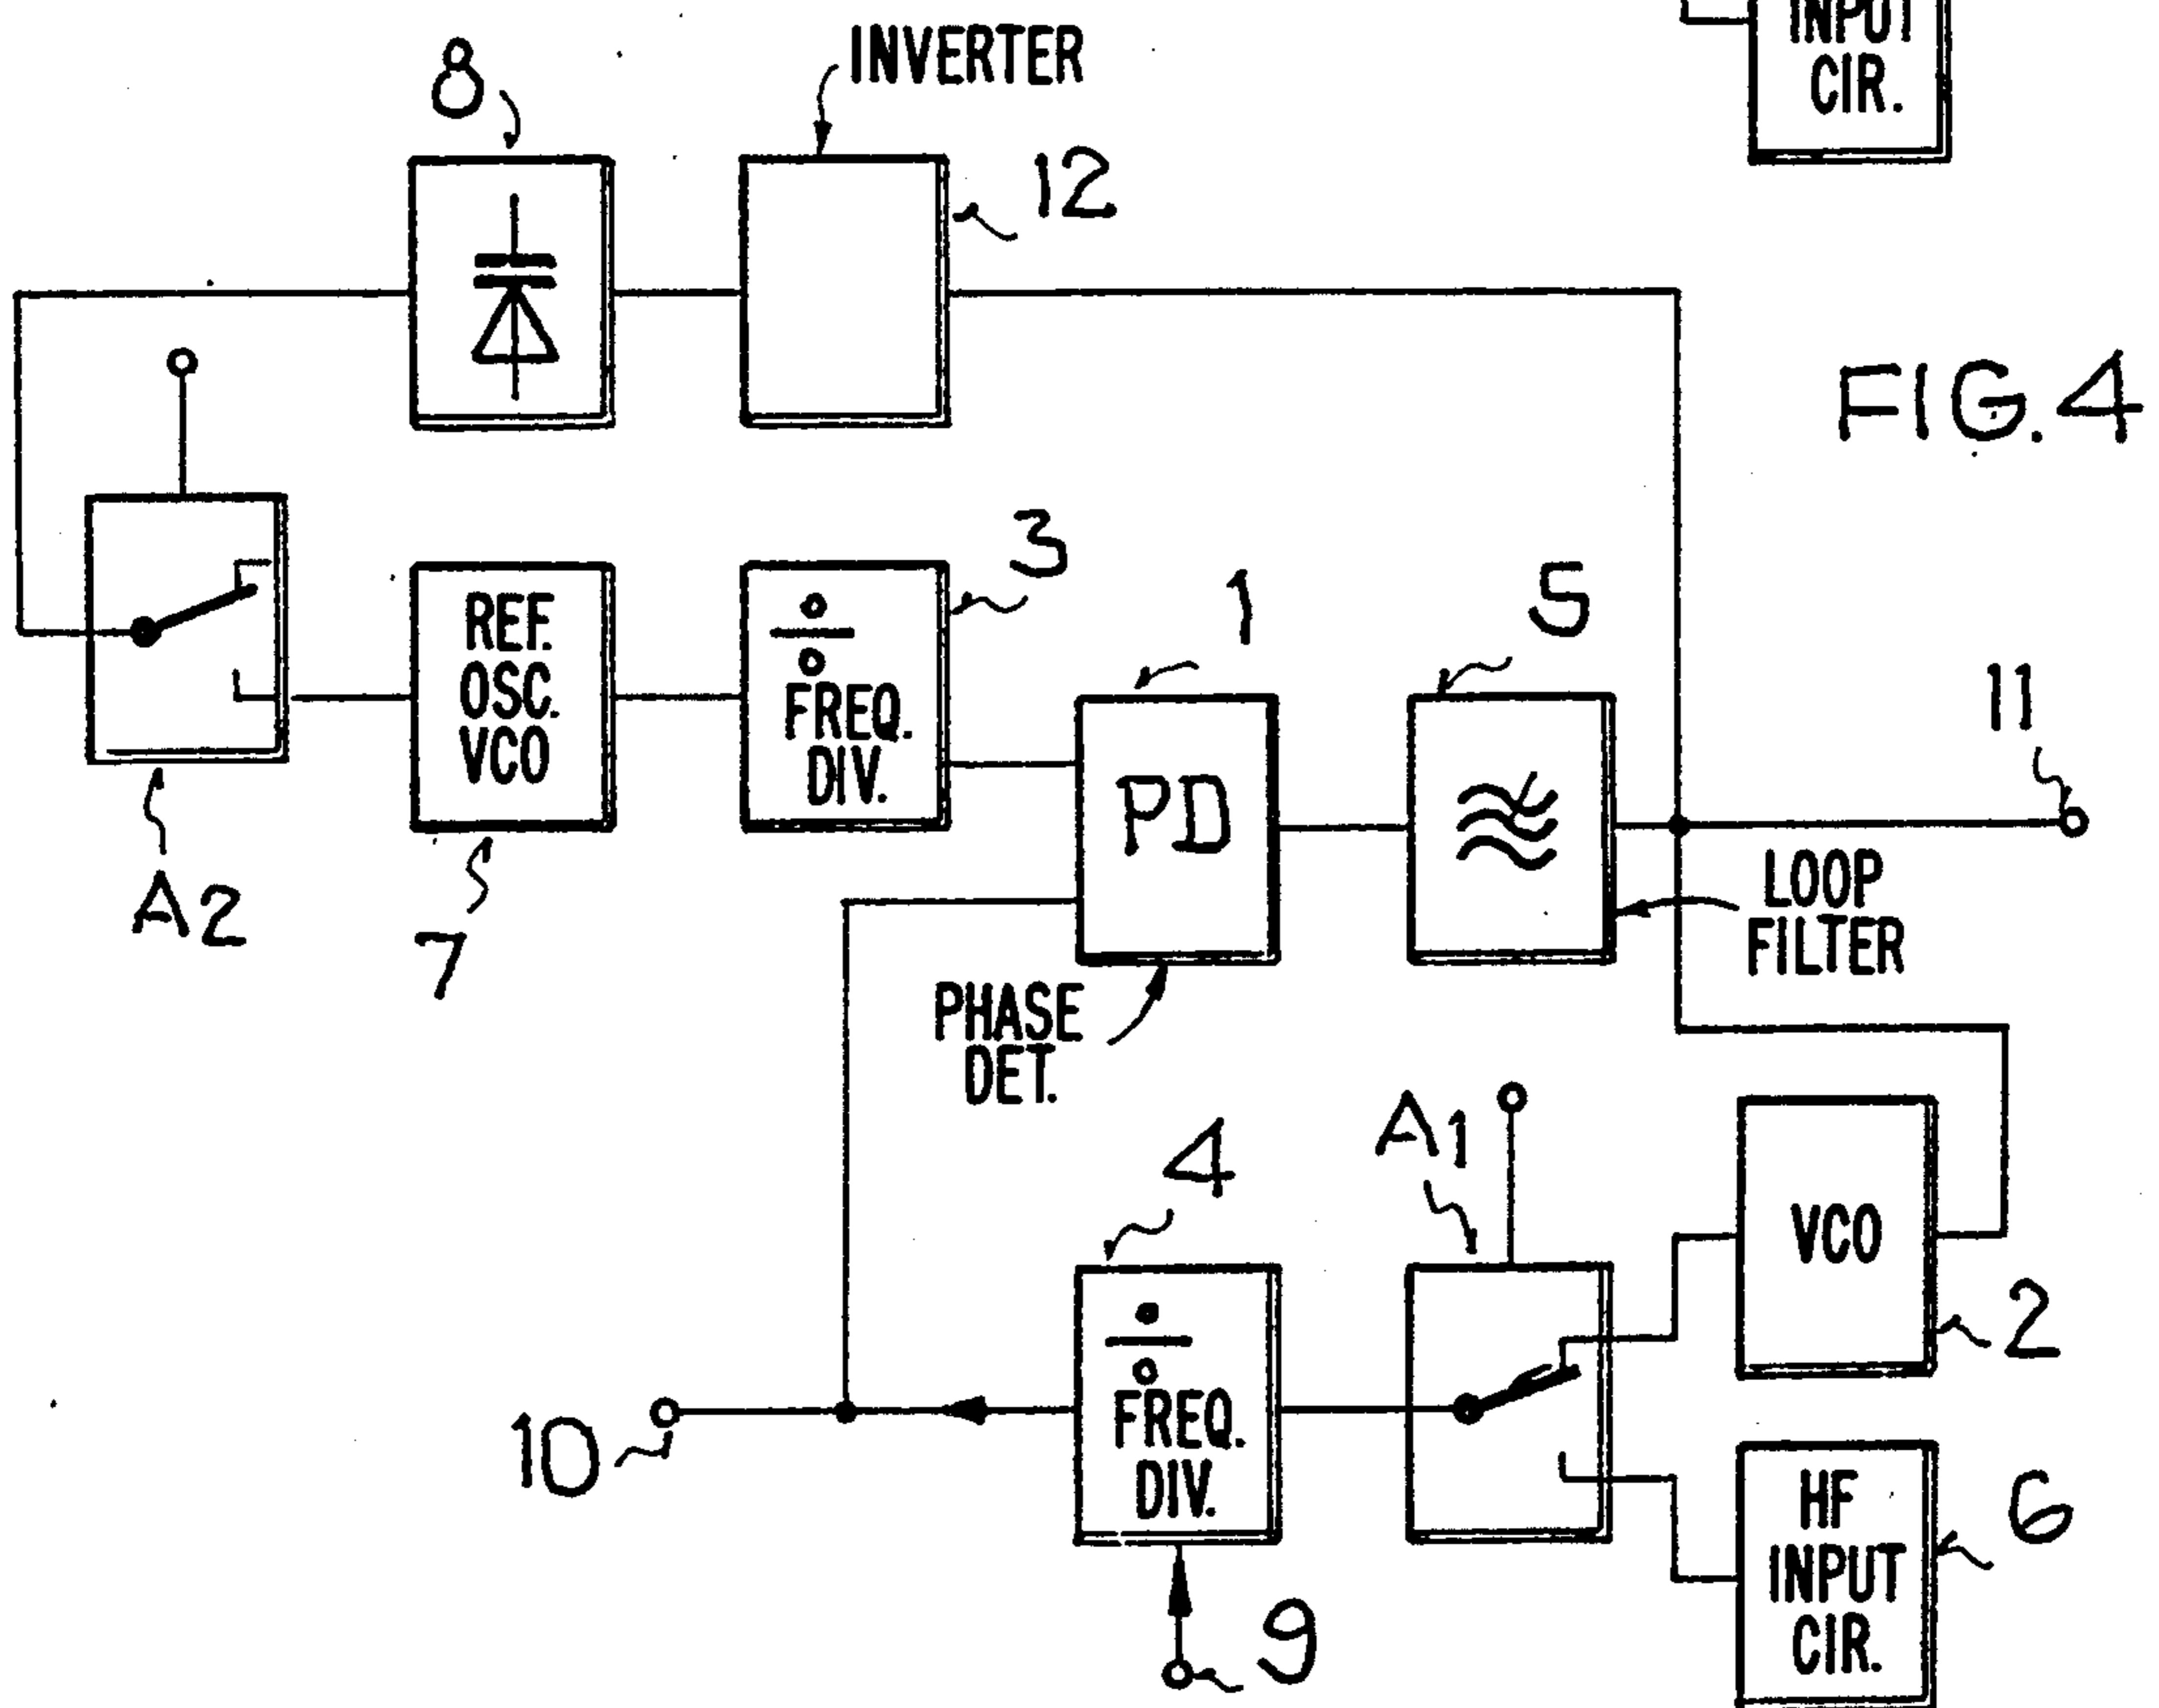 INPUT
CIR.
8
INVERTER
12
FIG. 4
REF.
OSC.
VCO
FREQ.
DIV.
3
1
5
11
PD
A2
7
LOOP
FILTER
PHASE
DET.
A1
4
VCO
2
10
FREQ.
DIV.
HF
INPUT
CIR.
6
9